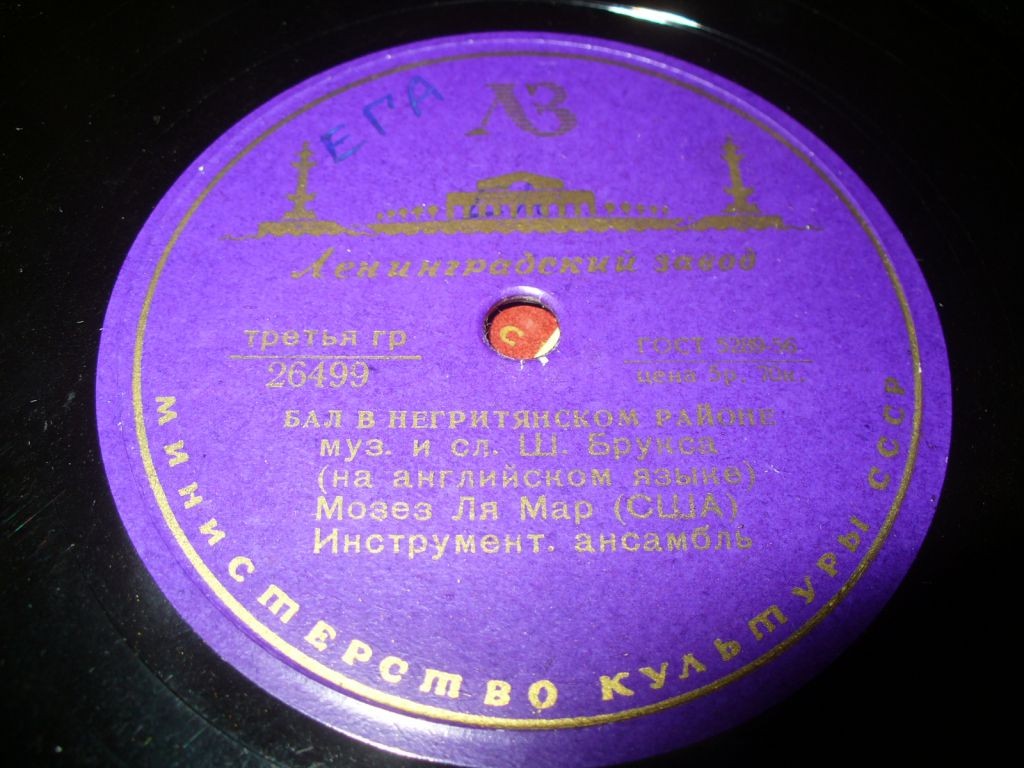 ЕГА
ЛЗ
Ленинградский завод
третья гр
26499
ГОСТ 5289-56
цена 5р. 70к.
БАЛ В НЕГРИТЯНСКОМ РАЙОНЕ
муз. и сл. Ш. Брукса
(на английском языке)
Мозез Ля Мар (США)
Инструмент. ансамбль
МИНИСТЕРСТВО КУЛЬТУРЫ СССР